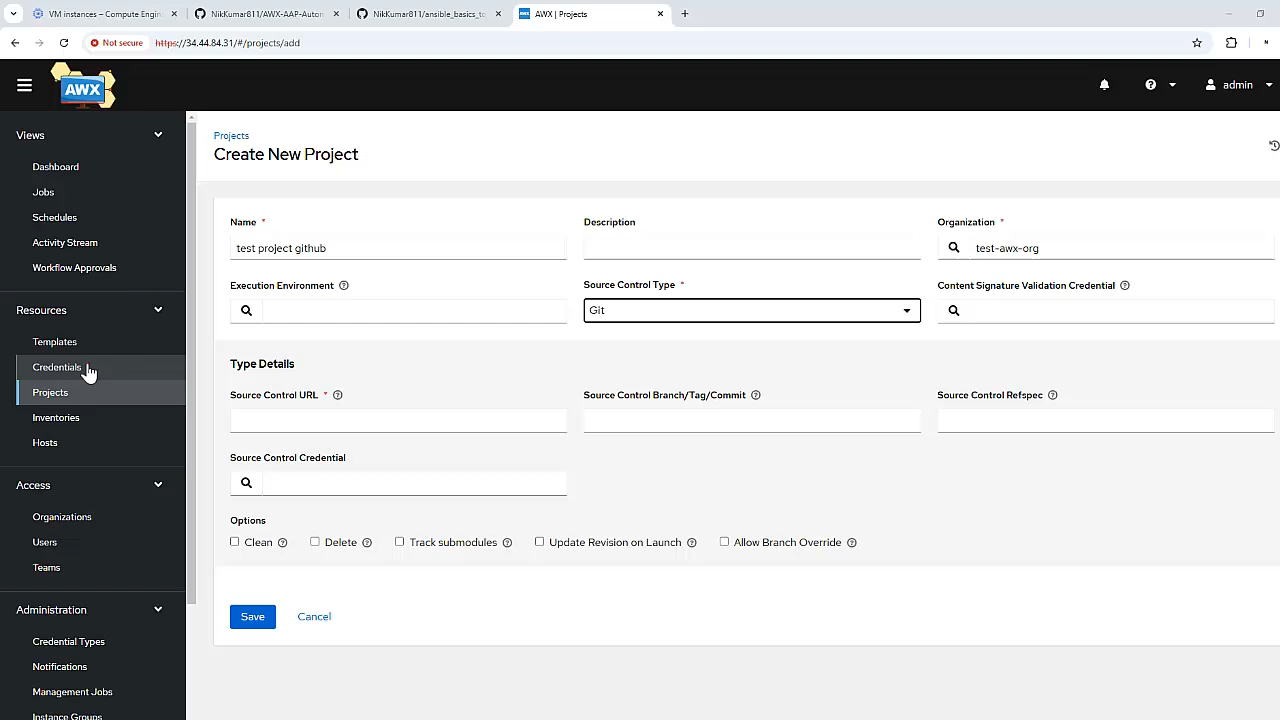 VM instances – Compute Engin
NikKumar811/AWX-AAP-Autom
NikKumar811/ansible_basics_to
AWX | Projects
Not secure https://34.44.84.31/#/projects/add
AWX
admin
Views
Dashboard
Jobs
Schedules
Activity Stream
Workflow Approvals
Resources
Templates
Credentials
Projects
Inventories
Hosts
Access
Organizations
Users
Teams
Administration
Credential Types
Notifications
Management Jobs
Instance Groups
Projects
Create New Project
Name * Description Organization *
test project github test-awx-org
Execution Environment Source Control Type * Content Signature Validation Credential
Git
Type Details
Source Control URL * Source Control Branch/Tag/Commit Source Control Refspec
Source Control Credential
Options
Clean Delete Track submodules Update Revision on Launch Allow Branch Override
Save Cancel